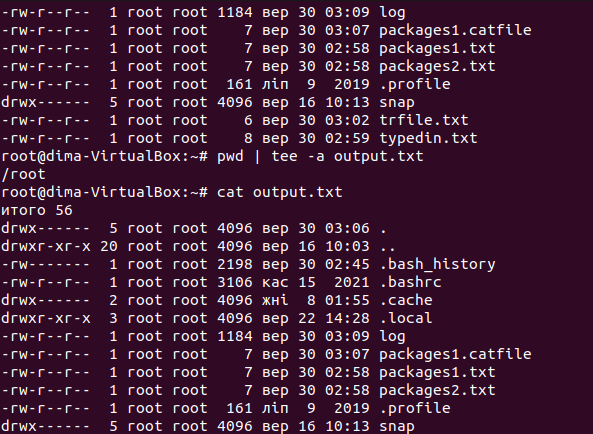 -rw-r--r--  1 root root 1184 вер 30 03:09 log
-rw-r--r--  1 root root    7 вер 30 03:07 packages1.catfile
-rw-r--r--  1 root root    7 вер 30 02:58 packages1.txt
-rw-r--r--  1 root root    7 вер 30 02:58 packages2.txt
-rw-r--r--  1 root root  161 ліп  9  2019 .profile
drwx------  5 root root 4096 вер 16 10:13 snap
-rw-r--r--  1 root root    6 вер 30 03:02 trfile.txt
-rw-r--r--  1 root root    8 вер 30 02:59 typedin.txt
root@dima-VirtualBox:~# pwd | tee -a output.txt
/root
root@dima-VirtualBox:~# cat output.txt
итого 56
drwx------  5 root root 4096 вер 30 03:06 .
drwxr-xr-x 20 root root 4096 вер 16 10:03 ..
-rw-------  1 root root 2198 вер 30 02:45 .bash_history
-rw-r--r--  1 root root 3106 кас 15  2021 .bashrc
drwx------  2 root root 4096 жні  8 01:55 .cache
drwxr-xr-x  3 root root 4096 вер 22 14:28 .local
-rw-r--r--  1 root root 1184 вер 30 03:09 log
-rw-r--r--  1 root root    7 вер 30 03:07 packages1.catfile
-rw-r--r--  1 root root    7 вер 30 02:58 packages1.txt
-rw-r--r--  1 root root    7 вер 30 02:58 packages2.txt
-rw-r--r--  1 root root  161 ліп  9  2019 .profile
drwx------  5 root root 4096 вер 16 10:13 snap